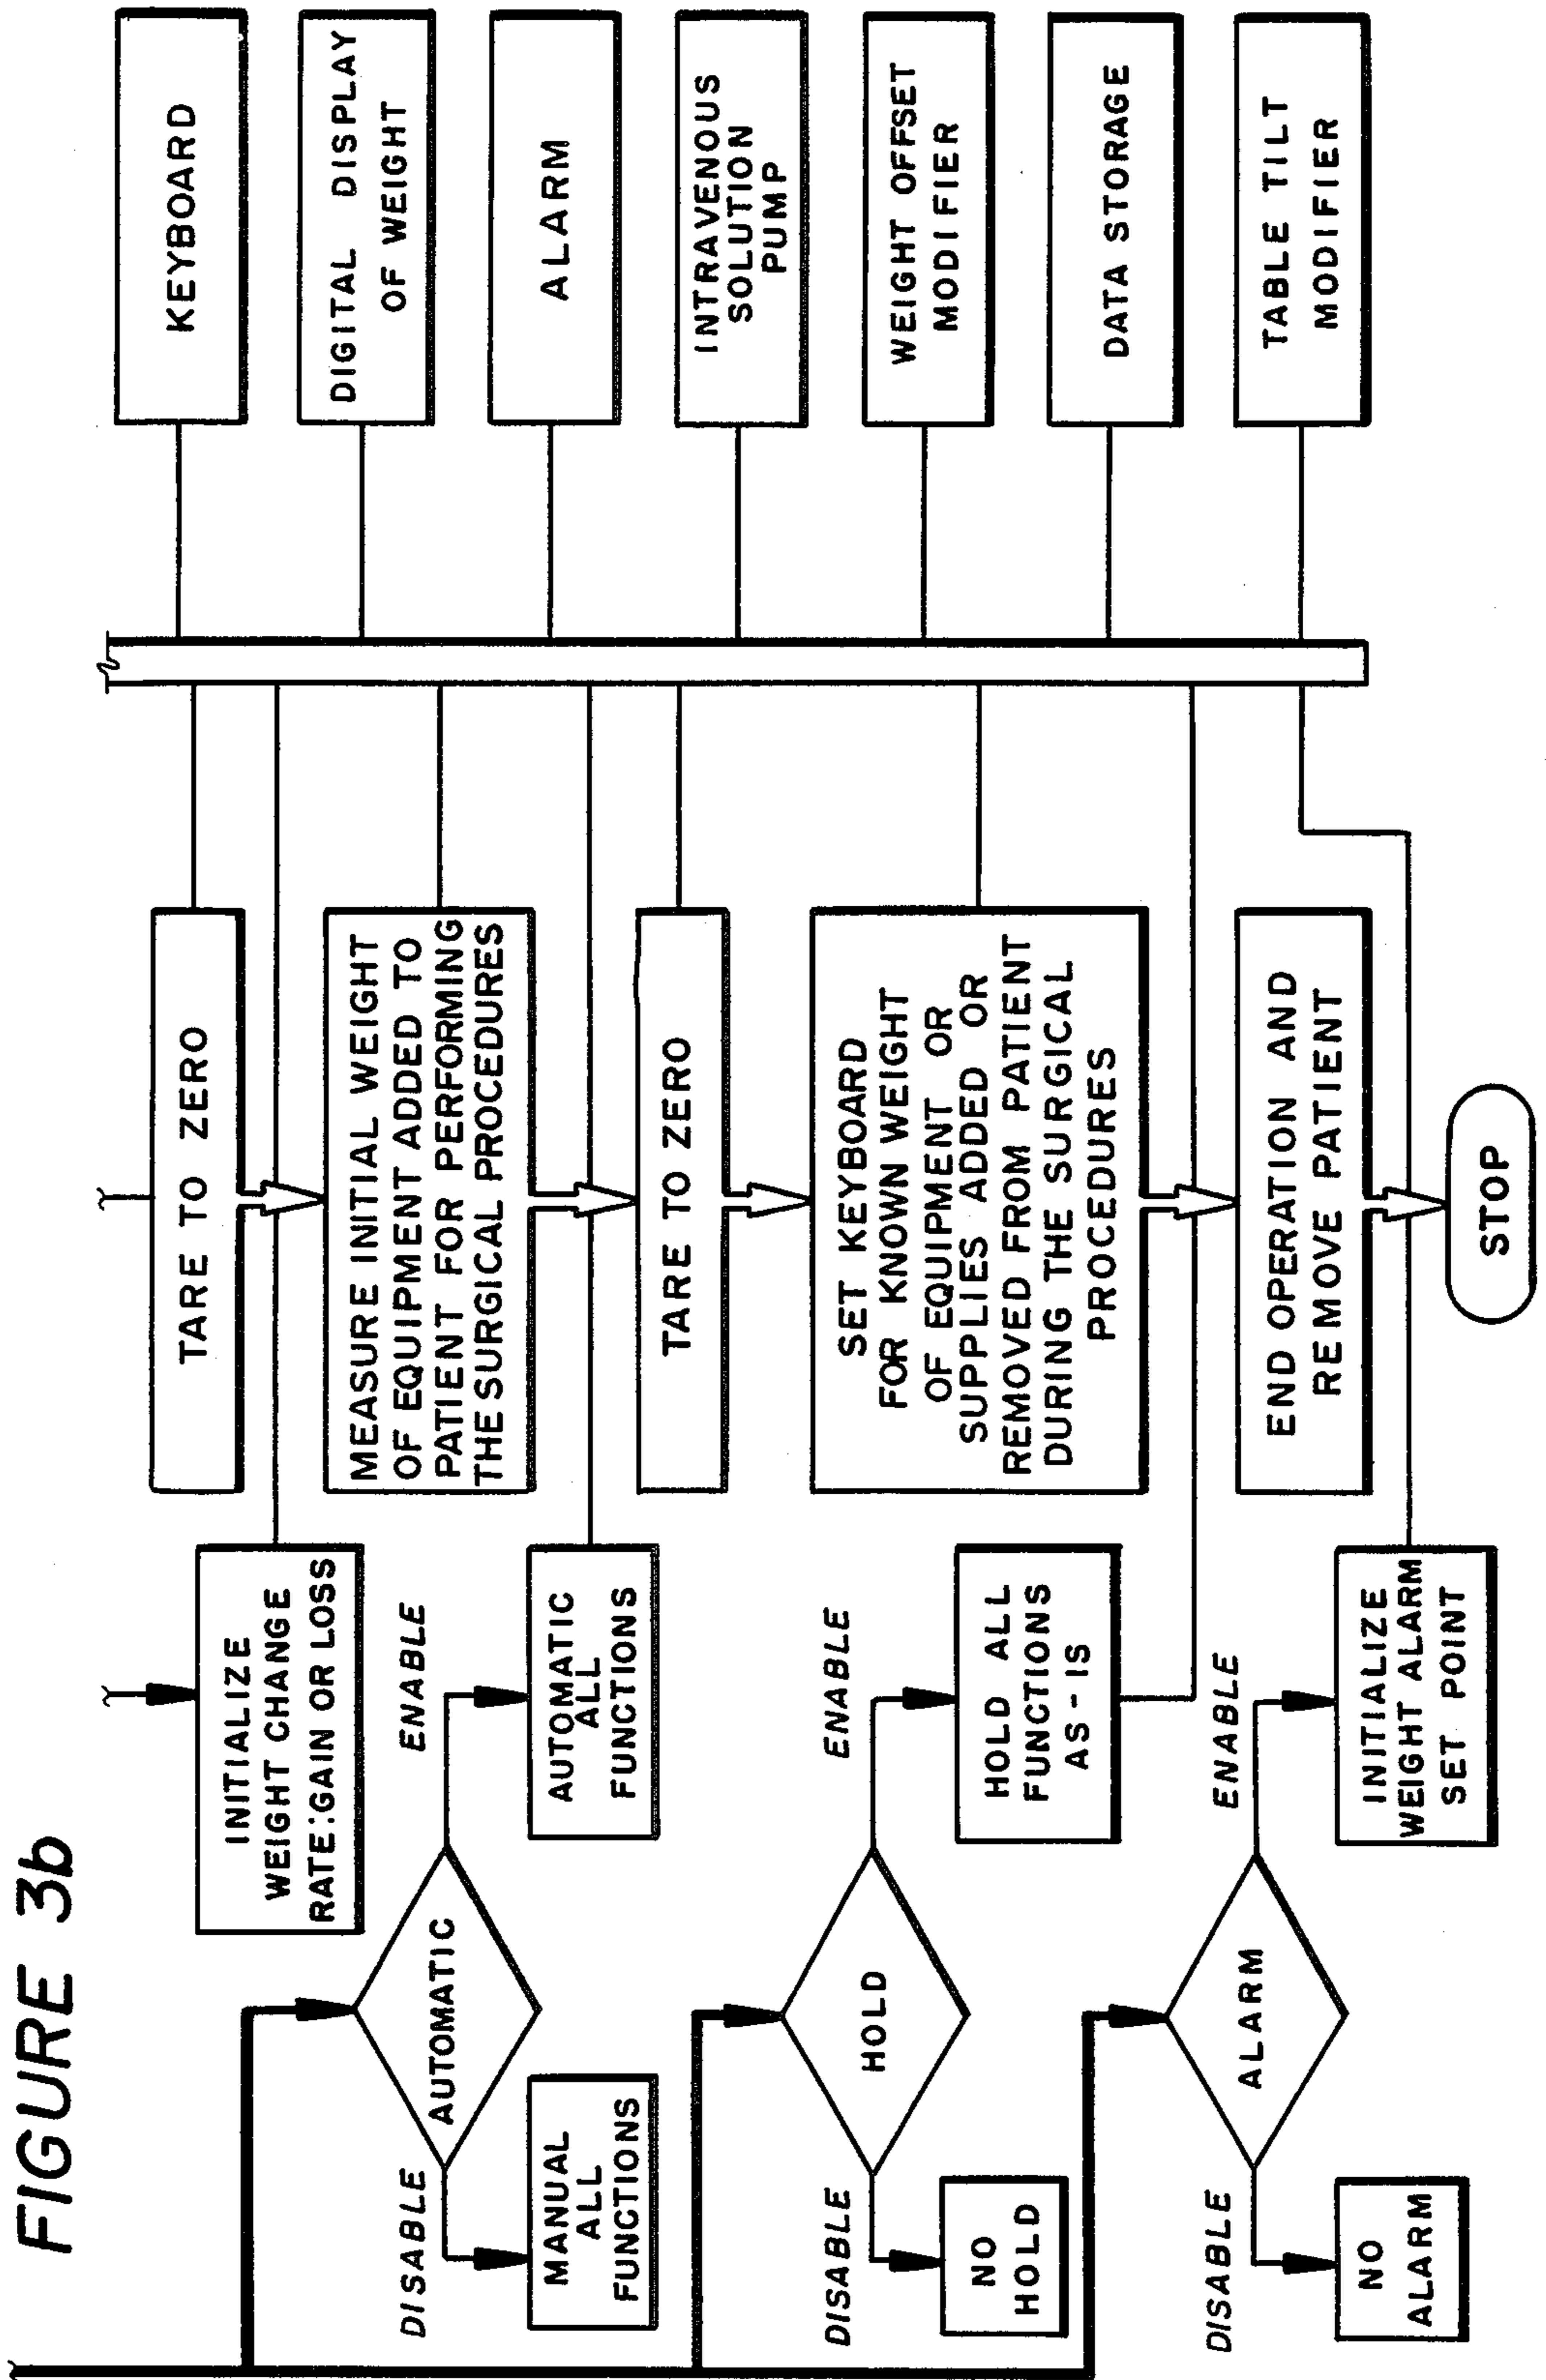 FIGURE 3b
INITIALIZE
WEIGHT CHANGE
RATE:GAIN OR LOSS
AUTOMATIC
DISABLE
ENABLE
MANUAL
ALL
FUNCTIONS
AUTOMATIC
ALL
FUNCTIONS
HOLD
DISABLE
ENABLE
NO
HOLD
HOLD ALL
FUNCTIONS
AS-IS
ALARM
DISABLE
ENABLE
NO
ALARM
INITIALIZE
WEIGHT ALARM
SET POINT
TARE TO ZERO
MEASURE INITIAL WEIGHT
OF EQUIPMENT ADDED TO
PATIENT FOR PERFORMING
THE SURGICAL PROCEDURES
TARE TO ZERO
SET KEYBOARD
FOR KNOWN WEIGHT
OF EQUIPMENT OR
SUPPLIES ADDED OR
REMOVED FROM PATIENT
DURING THE SURGICAL
PROCEDURES
END OPERATION AND
REMOVE PATIENT
STOP
KEYBOARD
DIGITAL DISPLAY
OF WEIGHT
ALARM
INTRAVENOUS
SOLUTION
PUMP
WEIGHT OFFSET
MODIFIER
DATA STORAGE
TABLE TILT
MODIFIER